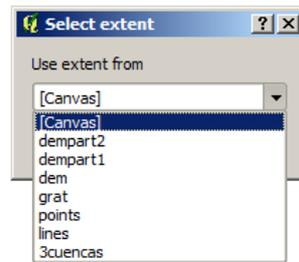 Select extent
Use extent from
[Canvas]
[Canvas]
dempart2
dempart1
dem
grat
points
lines
3cuencas